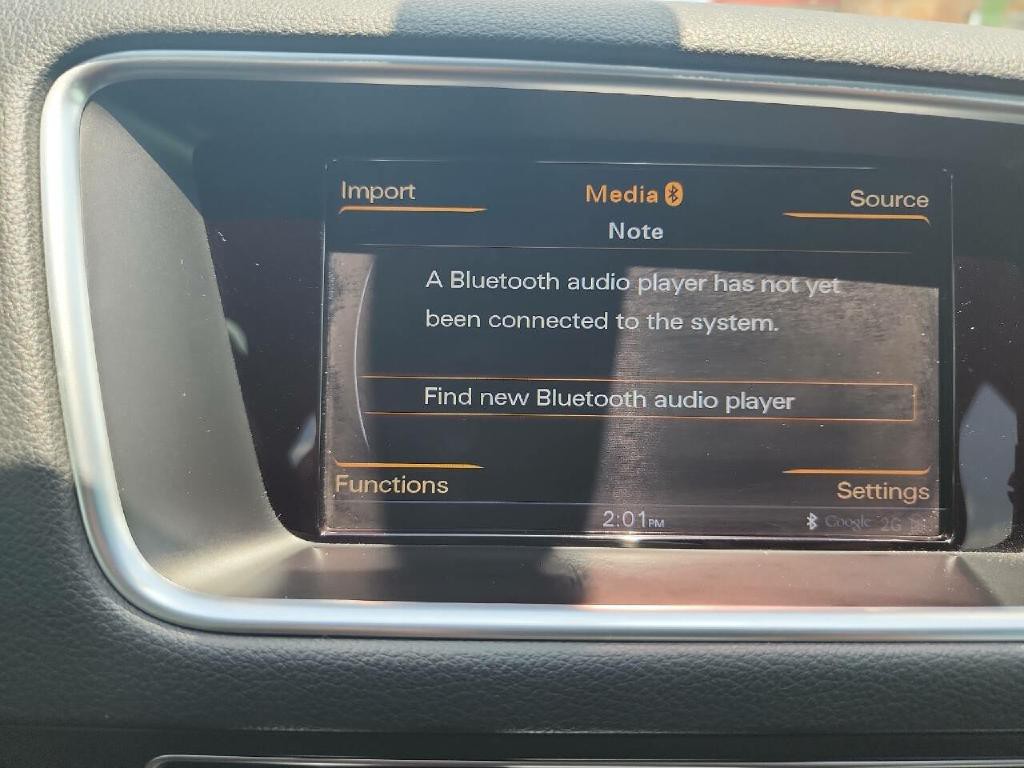 Import
Media
Source
Note
A Bluetooth audio player has not yet
been connected to the system.
Find new Bluetooth audio player
Functions
Settings
2:01PM
Google 2G